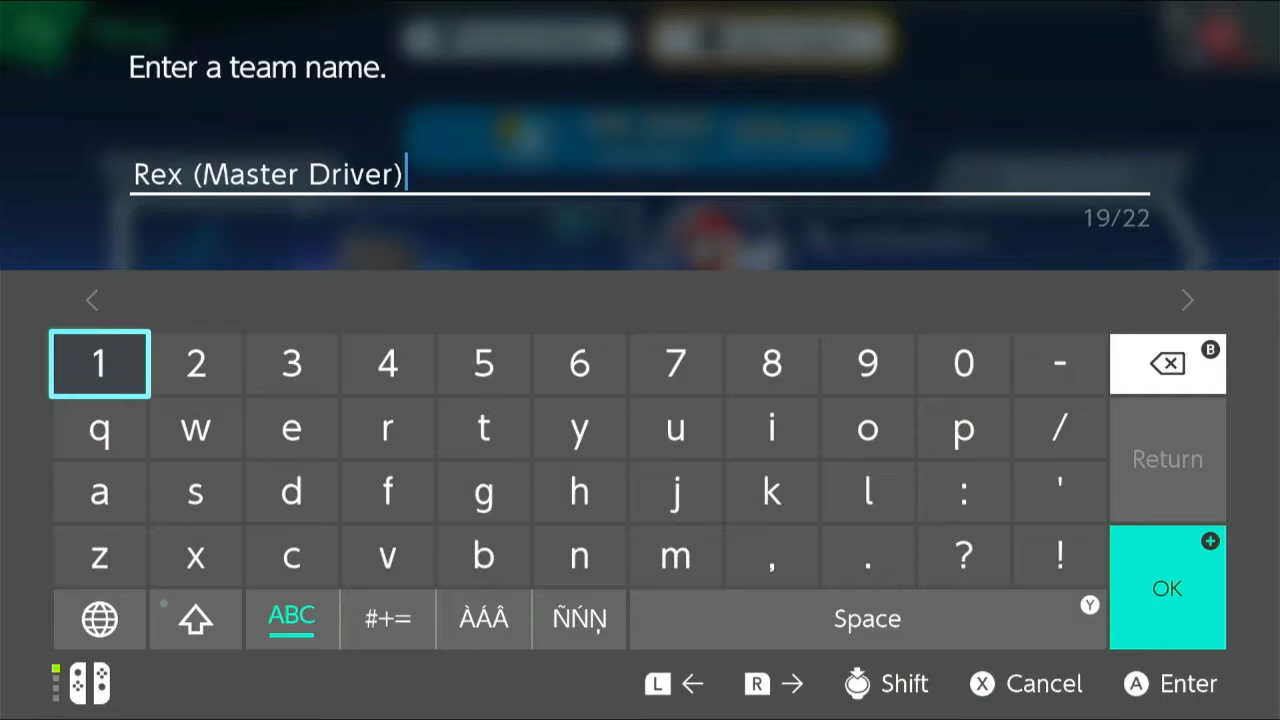 Enter a team name.
Rex (Master Driver)
19/22
1 2 3 4 5 6 7 8 9 0 - B
q w e r t y u i o p /
Return
a s d f g h j k l : '
z x c v b n m , . ? ! +
OK
ABC #+= ÀÁÂ ÑŃŅ Space Y
L ← R → Shift X Cancel A Enter